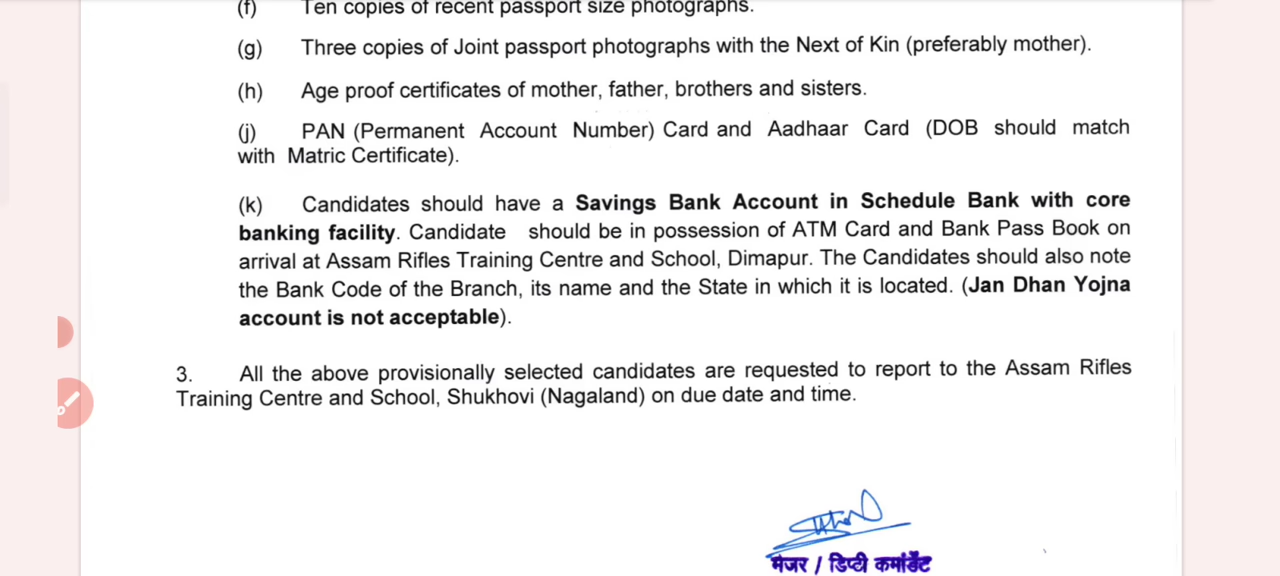 (f) Ten copies of recent passport size photographs.
(g) Three copies of Joint passport photographs with the Next of Kin (preferably mother).
(h) Age proof certificates of mother, father, brothers and sisters.
(j) PAN (Permanent Account Number) Card and Aadhaar Card (DOB should match
with Matric Certificate).
(k) Candidates should have a Savings Bank Account in Schedule Bank with core
banking facility. Candidate should be in possession of ATM Card and Bank Pass Book on
arrival at Assam Rifles Training Centre and School, Dimapur. The Candidates should also note
the Bank Code of the Branch, its name and the State in which it is located. (Jan Dhan Yojna
account is not acceptable).
3. All the above provisionally selected candidates are requested to report to the Assam Rifles
Training Centre and School, Shukhovi (Nagaland) on due date and time.
मेजर / डिप्टी कमांडेंट